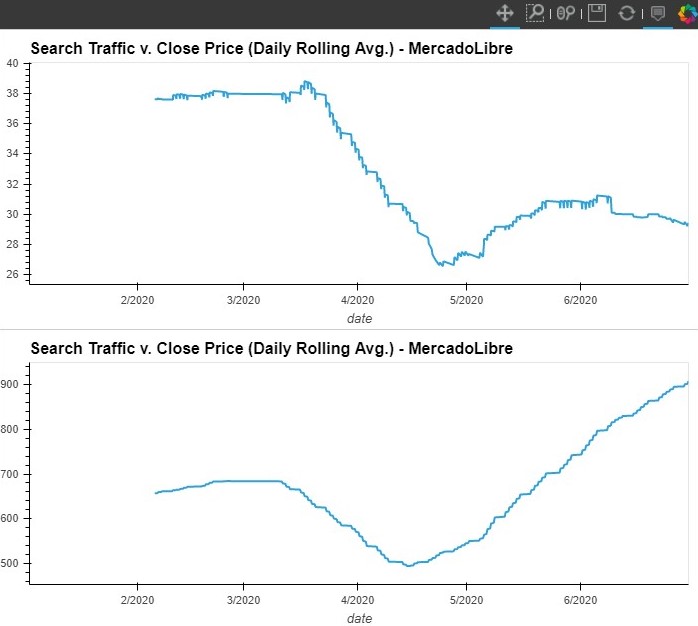 Search Traffic v. Close Price (Daily Rolling Avg.) - MercadoLibre
40
38
36
34
32
30
28
26
2/2020 3/2020 4/2020 5/2020 6/2020
date
Search Traffic v. Close Price (Daily Rolling Avg.) - MercadoLibre
900
800
700
600
500
2/2020 3/2020 4/2020 5/2020 6/2020
date